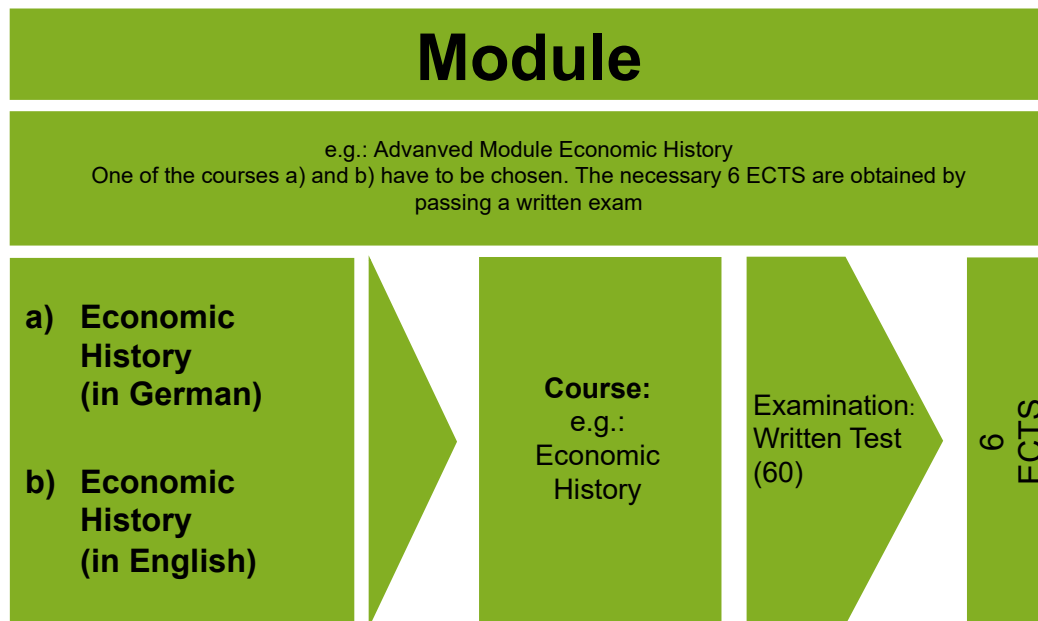 Module
e.g.: Advanved Module Economic History
One of the courses a) and b) have to be chosen. The necessary 6 ECTS are obtained by
passing a written exam
a) Economic
History
(in German)
b) Economic
History
(in English)
Course:
e.g.:
Economic
History
Examination:
Written Test
(60)
6
ECTS